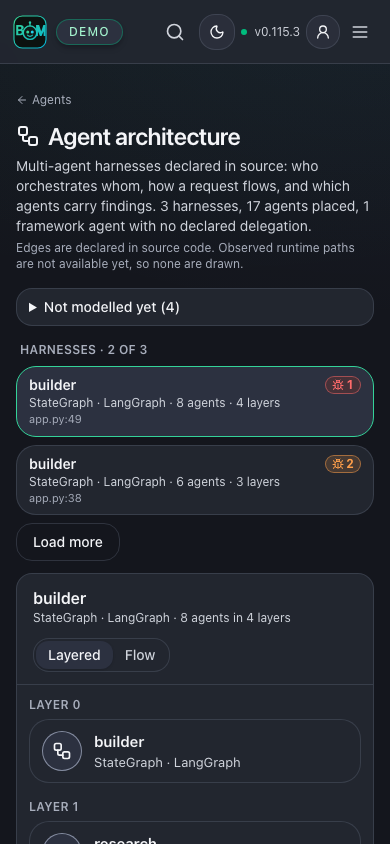 BOM
DEMO
v0.115.3
← Agents
Agent architecture
Multi-agent harnesses declared in source: who
orchestrates whom, how a request flows, and which
agents carry findings. 3 harnesses, 17 agents placed, 1
framework agent with no declared delegation.
Edges are declared in source code. Observed runtime paths
are not available yet, so none are drawn.
Not modelled yet (4)
HARNESSES · 2 OF 3
builder
1
StateGraph · LangGraph · 8 agents · 4 layers
app.py:49
builder
2
StateGraph · LangGraph · 6 agents · 3 layers
app.py:38
Load more
builder
StateGraph · LangGraph · 8 agents in 4 layers
Layered
Flow
LAYER 0
builder
StateGraph · LangGraph
LAYER 1
research